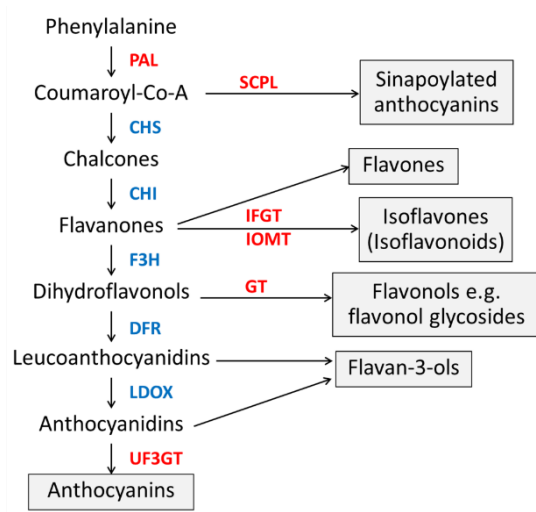 Phenylalanine
PAL
Coumaroyl-Co-A
SCPL
Sinapoylated
anthocyanins
CHS
Chalcones
Flavones
CHI
Flavanones
IFGT
IOMT
Isoflavones
(Isoflavonoids)
F3H
Dihydroflavonols
GT
Flavonols e.g.
flavonol glycosides
DFR
Leucoanthocyanidins
Flavan-3-ols
LDOX
Anthocyanidins
UF3GT
Anthocyanins